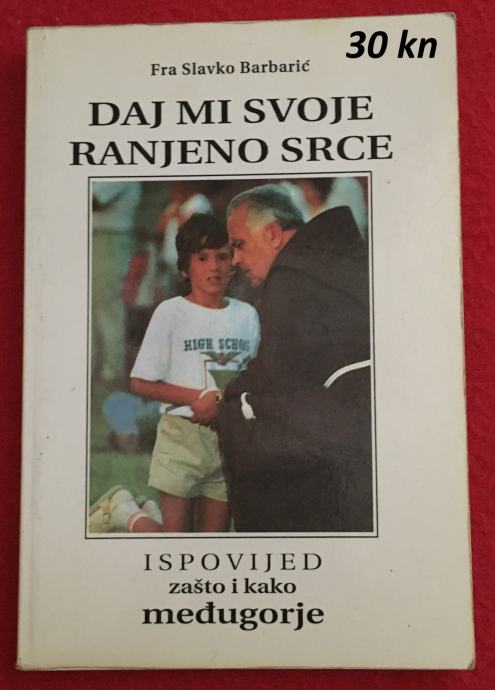 30 kn
Fra Slavko Barbarić
DAJ MI SVOJE
RANJENO SRCE
HIGH SCHOOL
ISPOVIJED
zašto i kako
međugorje